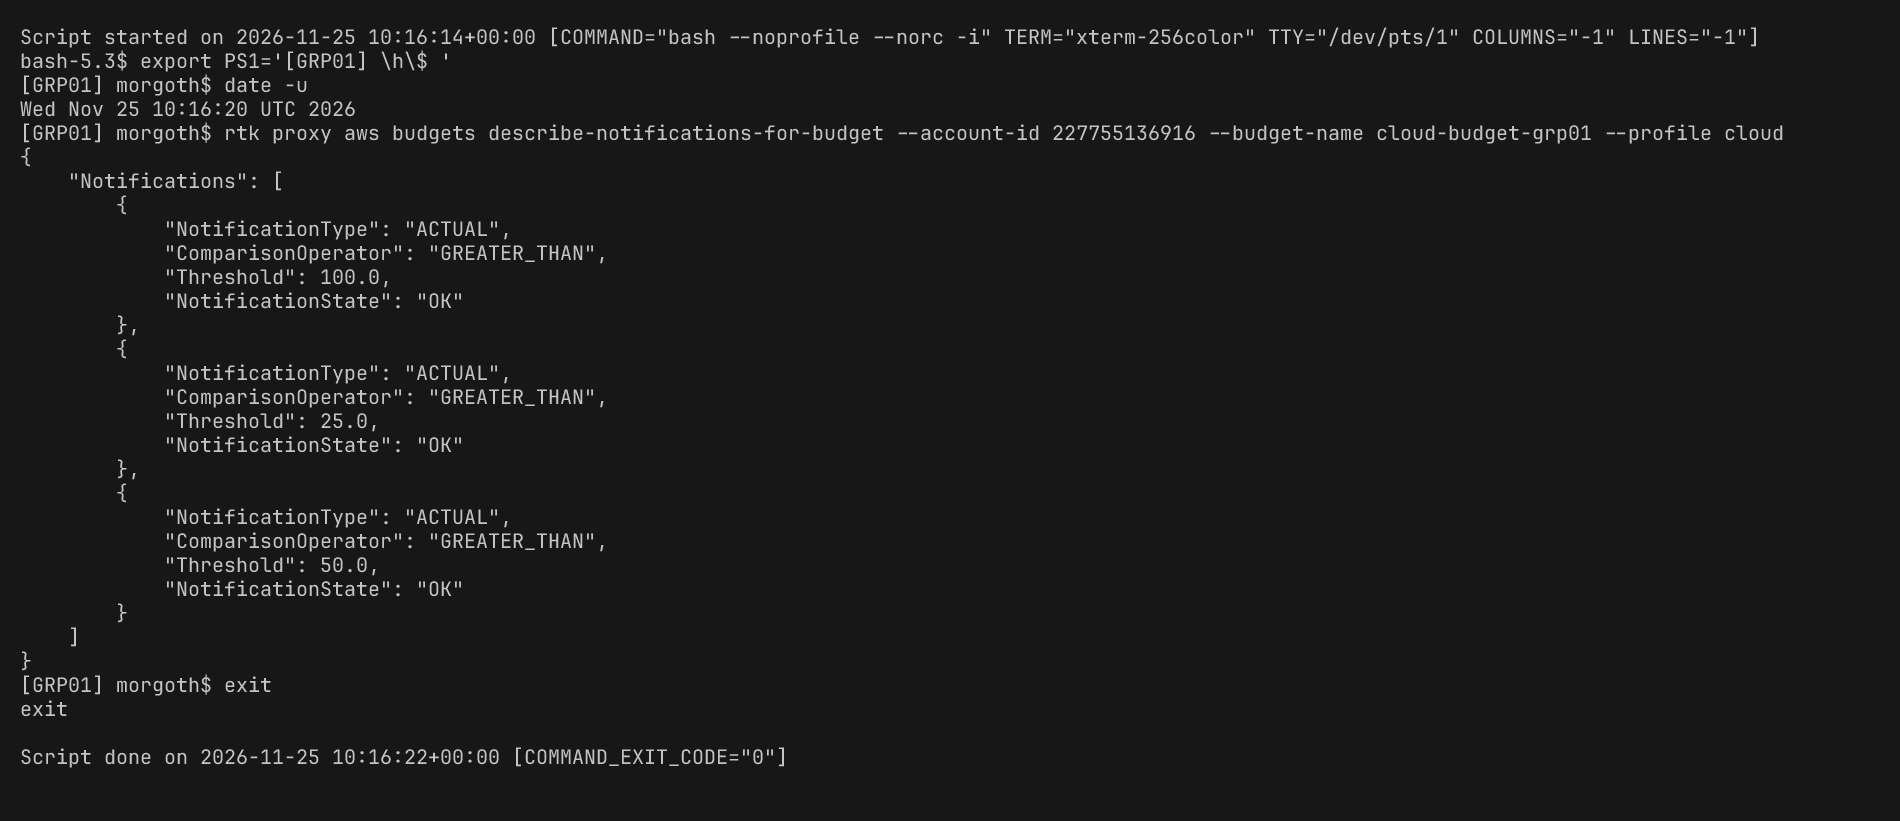 Script started on 2026-11-25 10:16:14+00:00 [COMMAND="bash --noprofile --norc -i" TERM="xterm-256color" TTY="/dev/pts/1" COLUMNS="-1" LINES="-1"]
bash-5.3$ export PS1='[GRP01] \h\$ '
[GRP01] morgoth$ date -u
Wed Nov 25 10:16:20 UTC 2026
[GRP01] morgoth$ rtk proxy aws budgets describe-notifications-for-budget --account-id 227755136916 --budget-name cloud-budget-grp01 --profile cloud
{
    "Notifications": [
        {
            "NotificationType": "ACTUAL",
            "ComparisonOperator": "GREATER_THAN",
            "Threshold": 100.0,
            "NotificationState": "OK"
        },
        {
            "NotificationType": "ACTUAL",
            "ComparisonOperator": "GREATER_THAN",
            "Threshold": 25.0,
            "NotificationState": "OK"
        },
        {
            "NotificationType": "ACTUAL",
            "ComparisonOperator": "GREATER_THAN",
            "Threshold": 50.0,
            "NotificationState": "OK"
        }
    ]
}
[GRP01] morgoth$ exit
exit

Script done on 2026-11-25 10:16:22+00:00 [COMMAND_EXIT_CODE="0"]